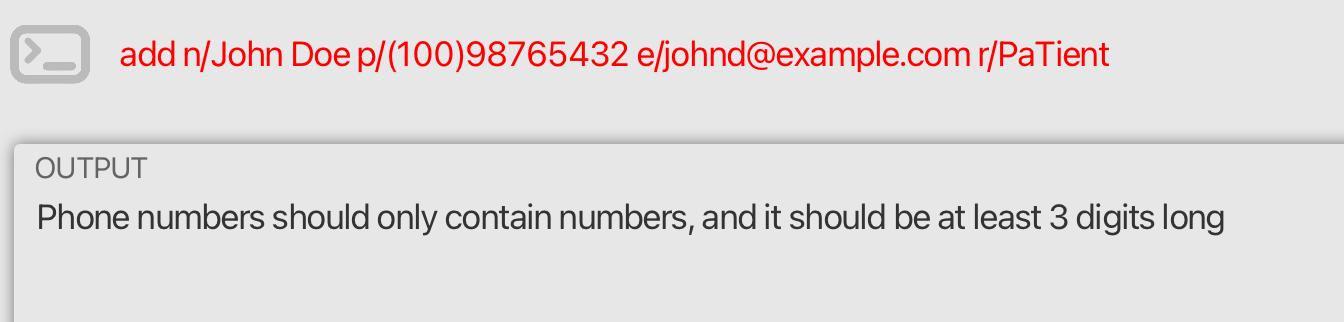 add n/John Doe p/(100)98765432 e/johnd@example.com r/PaTient
OUTPUT
Phone numbers should only contain numbers, and it should be at least 3 digits long